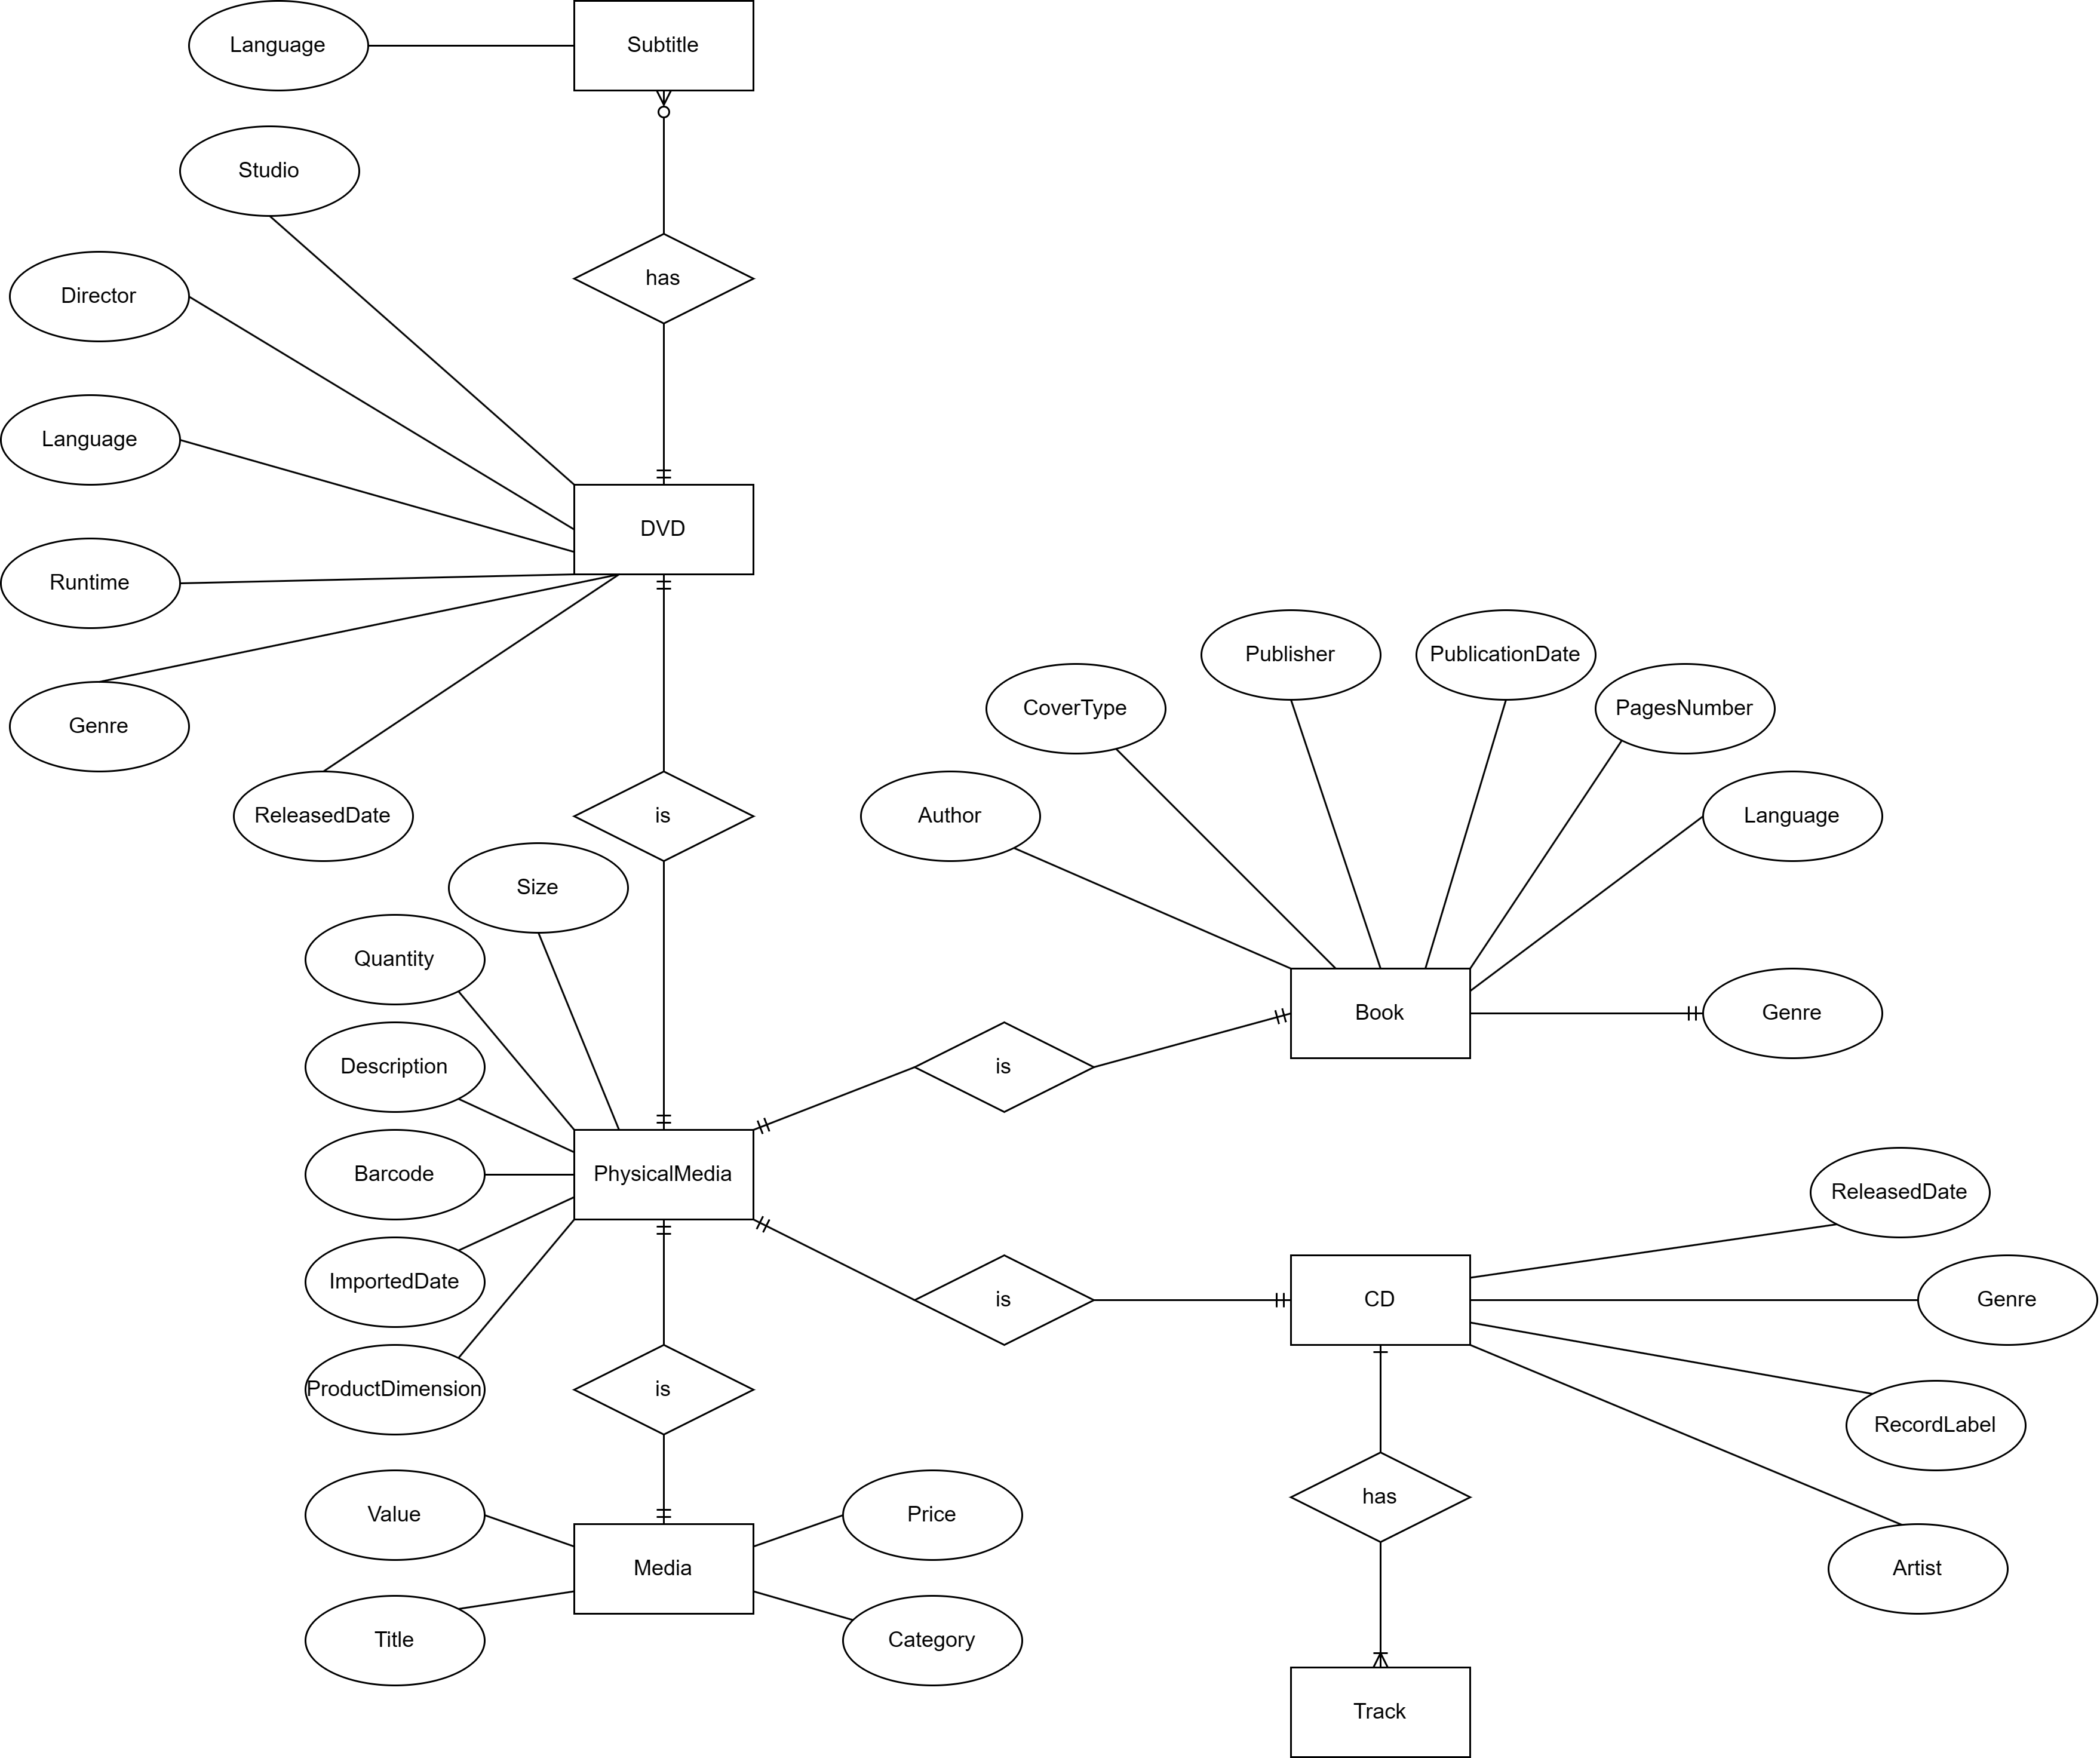 Language
Subtitle
Studio
has
Director
Language
DVD
Runtime
Publisher
PublicationDate
CoverType
PagesNumber
Genre
ReleasedDate
is
Author
Language
Size
Quantity
Book
Genre
Description
is
Barcode
PhysicalMedia
ReleasedDate
ImportedDate
is
CD
Genre
ProductDimension
is
RecordLabel
has
Value
Price
Media
Artist
Title
Category
Track